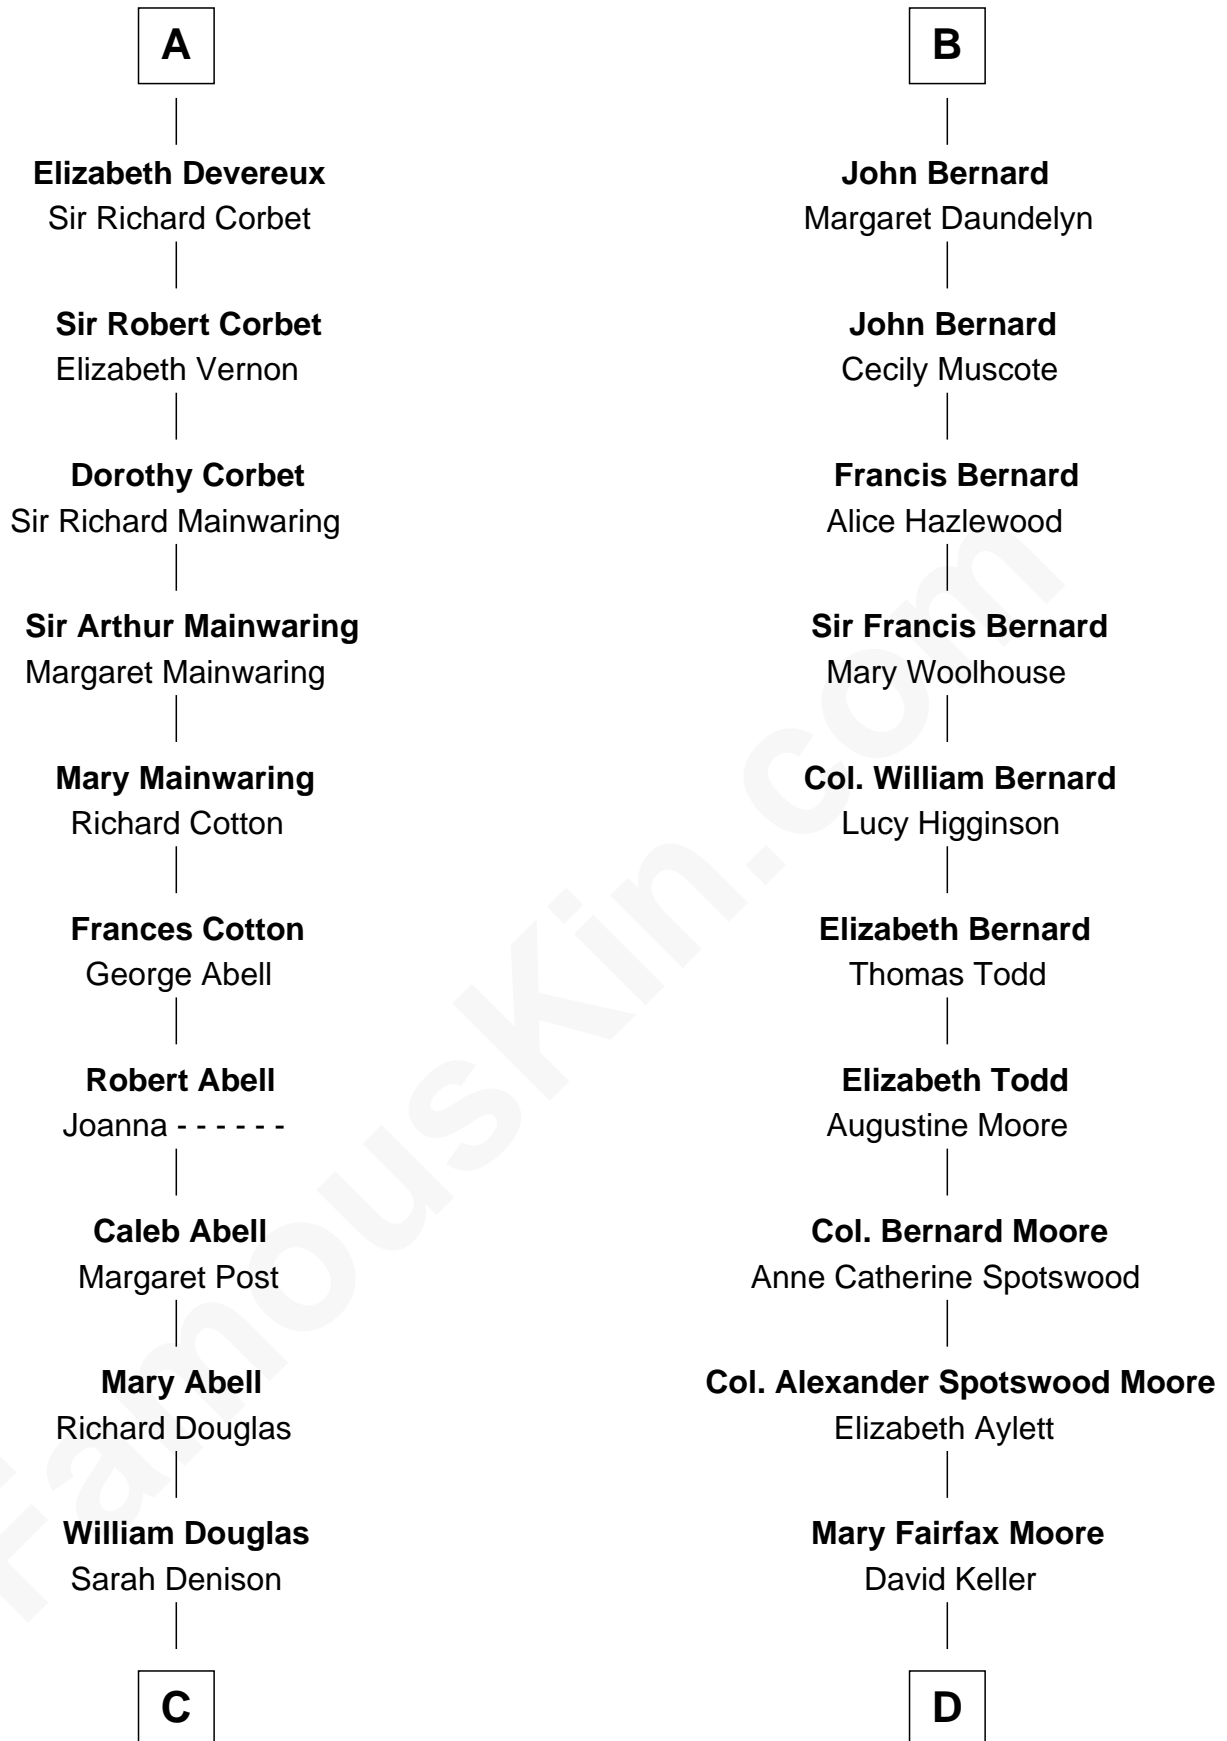 A
Elizabeth Devereux
Sir Richard Corbet
Sir Robert Corbet
Elizabeth Vernon
Dorothy Corbet
Sir Richard Mainwaring
Sir Arthur Mainwaring
Margaret Mainwaring
Mary Mainwaring
Richard Cotton
Frances Cotton
George Abell
Robert Abell
Joanna - - - - - -
Caleb Abell
Margaret Post
Mary Abell
Richard Douglas
William Douglas
Sarah Denison
C
B
John Bernard
Margaret Daundelyn
John Bernard
Cecily Muscote
Francis Bernard
Alice Hazlewood
Sir Francis Bernard
Mary Woolhouse
Col. William Bernard
Lucy Higginson
Elizabeth Bernard
Thomas Todd
Elizabeth Todd
Augustine Moore
Col. Bernard Moore
Anne Catherine Spotswood
Col. Alexander Spotswood Moore
Elizabeth Aylett
Mary Fairfax Moore
David Keller
D
FamousKin.com